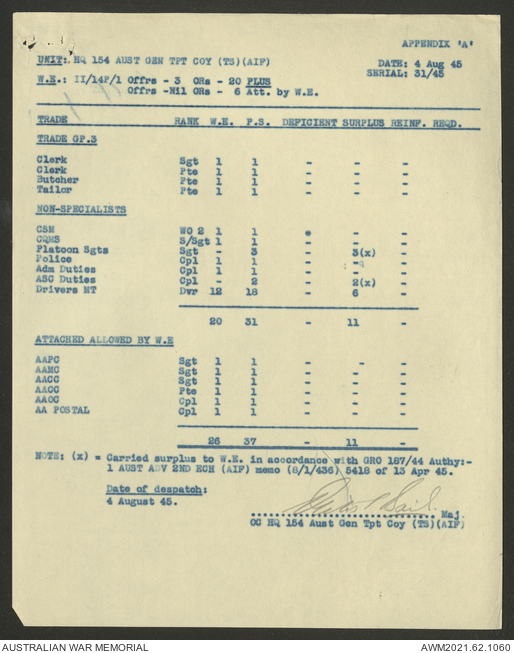 APPENDIX 'A'
UNIT: HQ 154 AUST GEN TPT COY (TS)(AIF)
DATE: 4 Aug 45
SERIAL: 31/45
W.E.: II/14P/1 Offrs - 3 ORs - 20 PLUS
Offrs -Nil ORs - 6 Att. by W.E.
TRADE RANK W.E. P.S. DEFICIENT SURPLUS REINF. REQD.
TRADE GP.3
Clerk Sgt 1 1 - - -
Clerk Pte 1 1 - - -
Butcher Pte 1 1 - - -
Tailor Pte 1 1 - - -
NON-SPECIALISTS
CSM WO 2 1 1 - -
CQMS S/Sgt 1 1 - - -
Platoon Sgts Sgt - 3 - 3(x) -
Police Cpl 1 1 - - -
Adm Duties Cpl 1 1 - - -
ASC Duties Cpl - 2 - 2(x) -
Drivers MT Dvr 12 18 - 6 -
20 31 - 11 -
ATTACHED ALLOWED BY W.E
AAPC Sgt 1 1 - - -
AAMC Sgt 1 1 - - -
AACC Sgt 1 1 - - -
AACC Pte 1 1 - - -
AAOC Cpl 1 1 - - -
AA POSTAL Cpl 1 1 - - -
26 37 - 11 -
NOTE: (x) = Carried surplus to W.E. in accordance with GRO 187/44 Authy:-
1 AUST ADV 2ND ECH (AIF) memo (8/1/436) 5418 of 13 Apr 45.
Date of despatch:
4 August 45.
Maj.
OC HQ 154 Aust Gen Tpt Coy (TS)(AIF)
AUSTRALIAN WAR MEMORIAL
AWM2021.62.1060